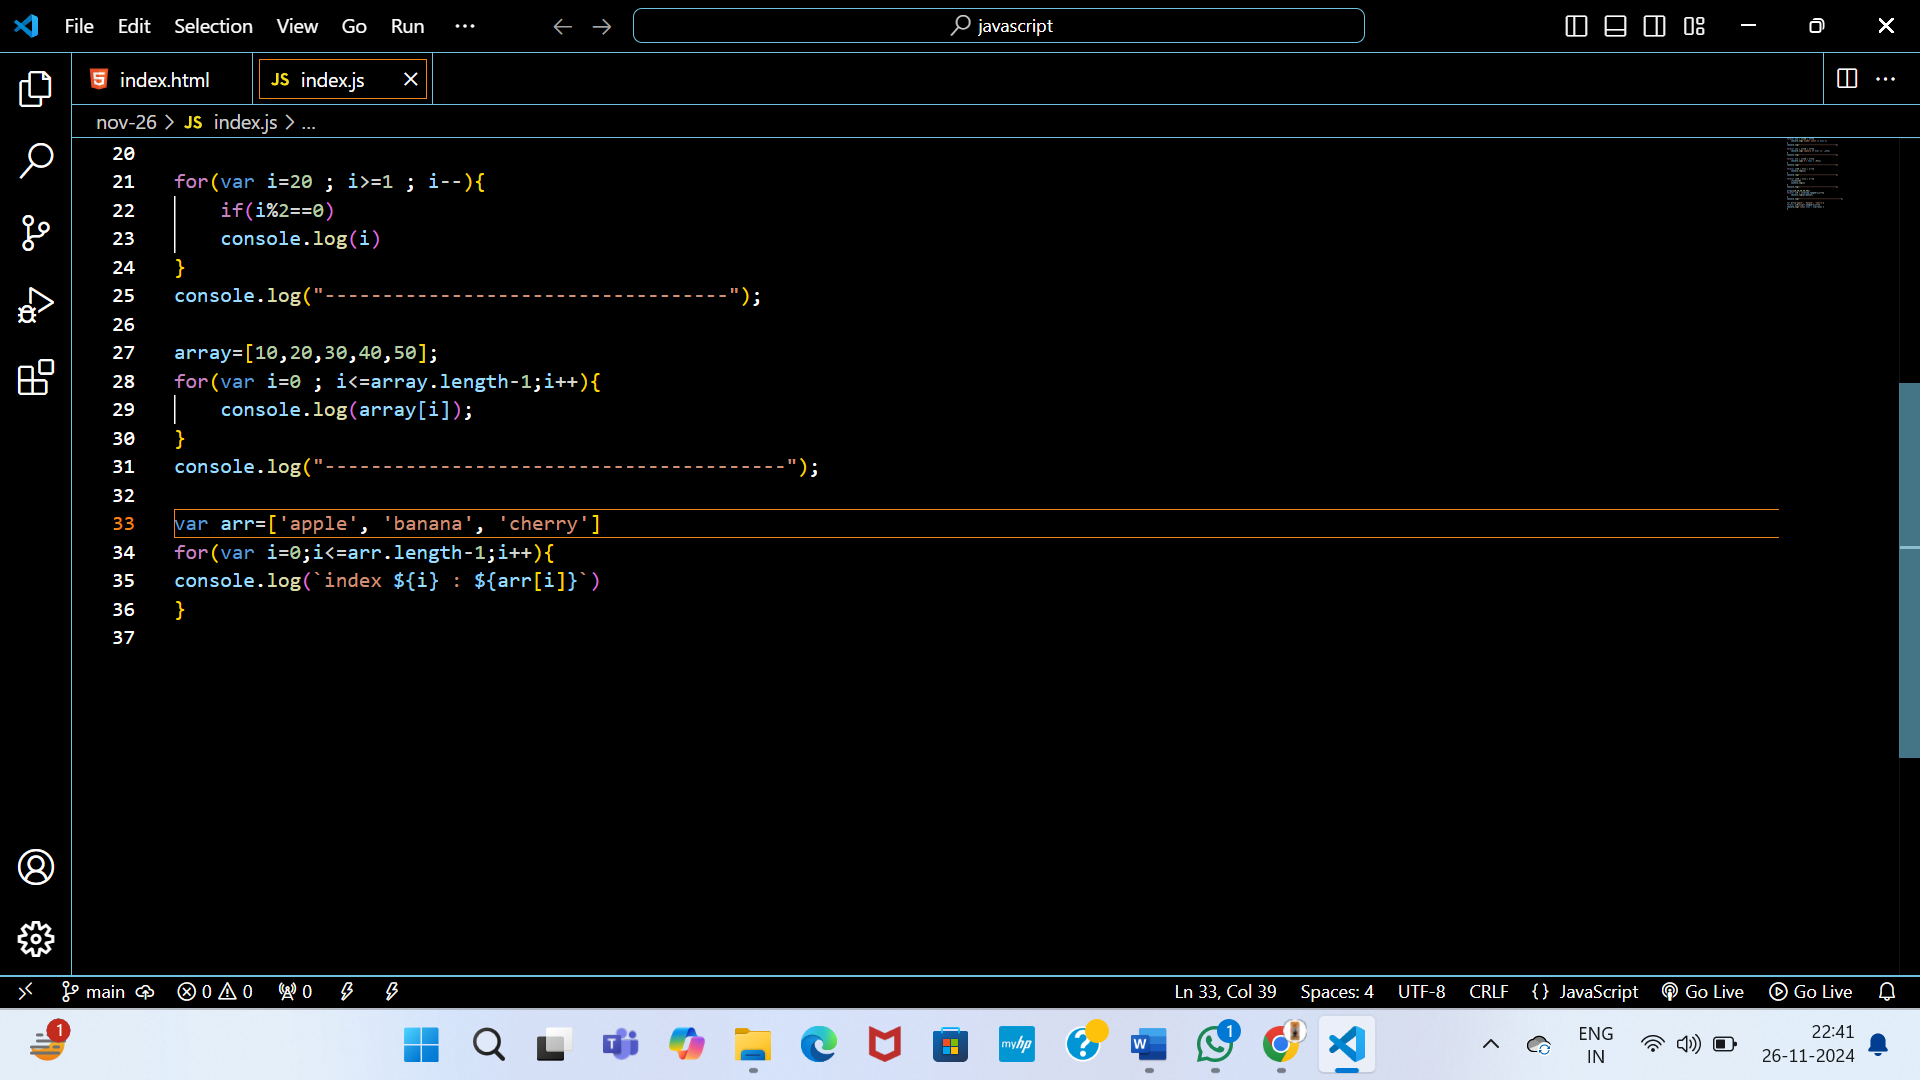 File Edit Selection View Go Run ··· javascript
index.html JS index.js
nov-26 > JS index.js > ...
20
21 for(var i=20 ; i>=1 ; i--){
22     if(i%2==0)
23     console.log(i)
24 }
25 console.log("-----------------------------------");
26
27 array=[10,20,30,40,50];
28 for(var i=0 ; i<=array.length-1;i++){
29     console.log(array[i]);
30 }
31 console.log("----------------------------------------");
32
33 var arr=['apple', 'banana', 'cherry']
34 for(var i=0;i<=arr.length-1;i++){
35 console.log(`index ${i} : ${arr[i]}`)
36 }
37
main 0 0 0 Ln 33, Col 39 Spaces: 4 UTF-8 CRLF {} JavaScript Go Live Go Live
1 T myhp ? W 1 ENG 22:41
IN 26-11-2024